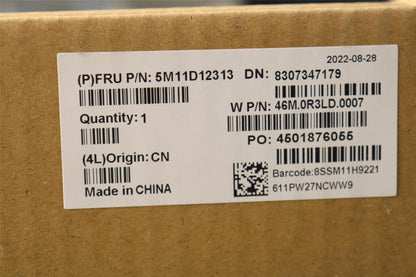 2022-08-28
(P)FRU P/N: 5M11D12313 DN: 8307347179
W P/N: 46M.0R3LD.0007
Quantity: 1
PO: 4501876055
(4L)Origin: CN
Barcode:8SSM11H9221
Made in CHINA
611PW27NCWW9